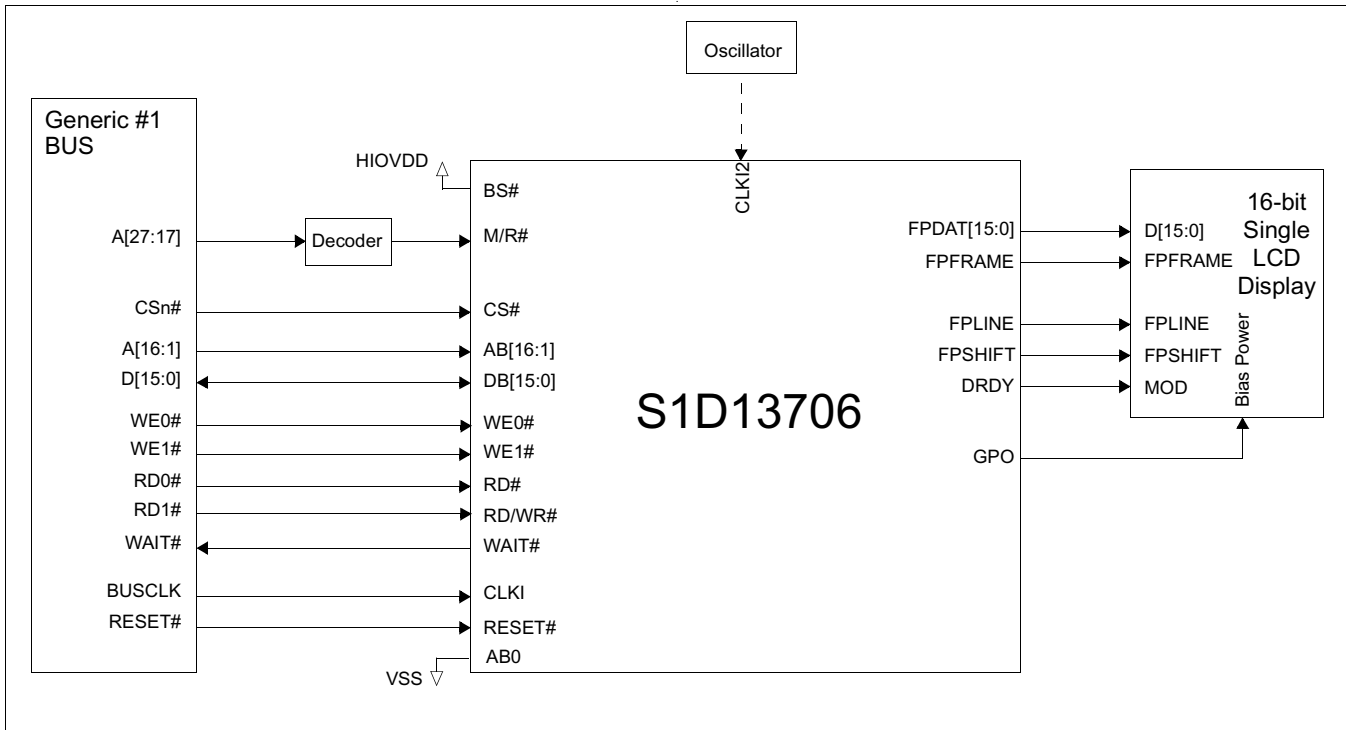 Oscillator
Generic #1
BUS
HIOVDD
BS#
CLKI2
A[27:17]
Decoder
M/R#
CSn#
CS#
A[16:1]
AB[16:1]
D[15:0]
DB[15:0]
WE0#
WE0#
WE1#
WE1#
RD0#
RD#
RD1#
RD/WR#
WAIT#
WAIT#
BUSCLK
CLKI
RESET#
RESET#
AB0
VSS
S1D13706
FPDAT[15:0]
FPFRAME
FPLINE
FPSHIFT
DRDY
GPO
16-bit
Single
LCD
Display
D[15:0]
FPFRAME
FPLINE
FPSHIFT
MOD
Bias Power